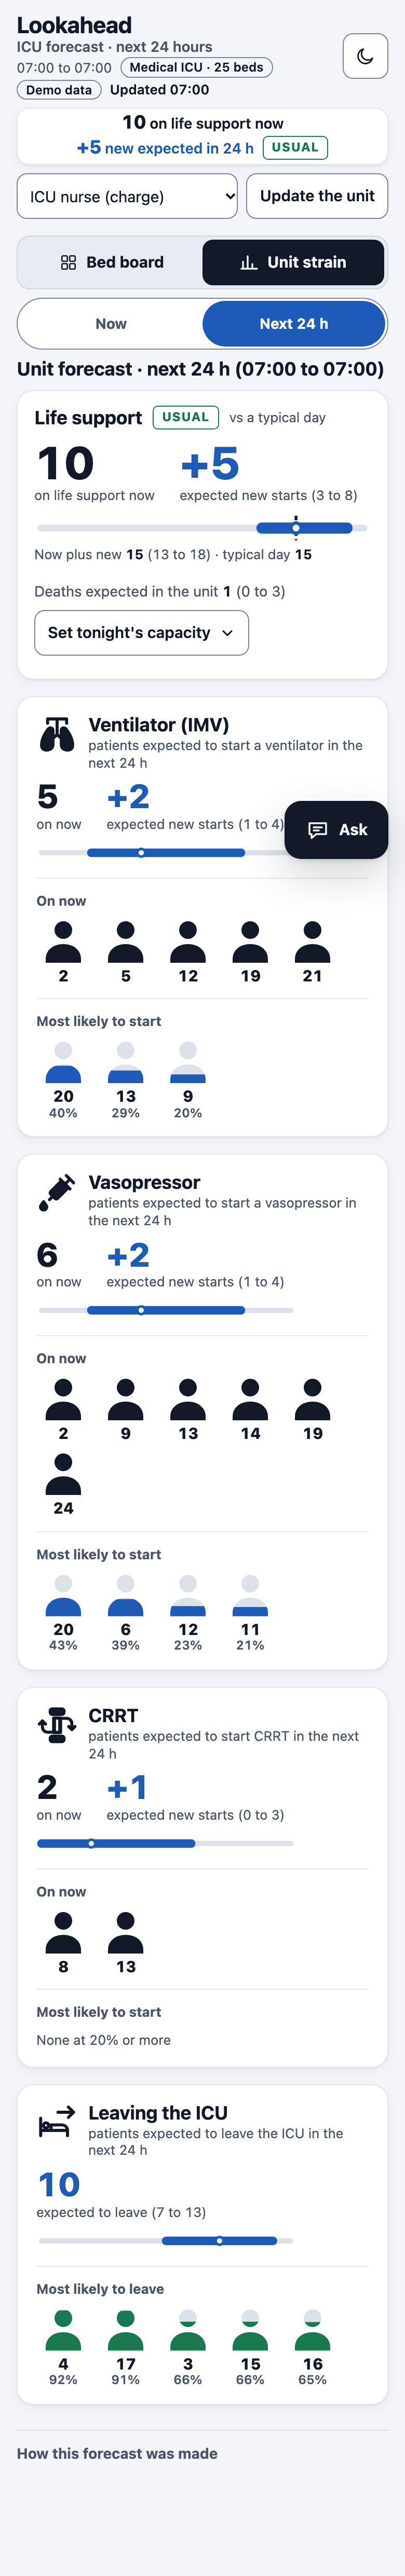 Lookahead
ICU forecast · next 24 hours
07:00 to 07:00 Medical ICU · 25 beds
Demo data Updated 07:00
10 on life support now
+5 new expected in 24 h USUAL
ICU nurse (charge) Update the unit
Bed board Unit strain
Now Next 24 h
Unit forecast · next 24 h (07:00 to 07:00)
Life support USUAL vs a typical day
10 +5
on life support now expected new starts (3 to 8)
Now plus new 15 (13 to 18) · typical day 15
Deaths expected in the unit 1 (0 to 3)
Set tonight's capacity
Ventilator (IMV)
patients expected to start a ventilator in the
next 24 h
5 +2
on now expected new starts (1 to 4)
Ask
On now
2 5 12 19 21
Most likely to start
20 13 9
40% 29% 20%
Vasopressor
patients expected to start a vasopressor in
the next 24 h
6 +2
on now expected new starts (1 to 4)
On now
2 9 13 14 19
24
Most likely to start
20 6 12 11
43% 39% 23% 21%
CRRT
patients expected to start CRRT in the next
24 h
2 +1
on now expected new starts (0 to 3)
On now
8 13
Most likely to start
None at 20% or more
Leaving the ICU
patients expected to leave the ICU in the
next 24 h
10
expected to leave (7 to 13)
Most likely to leave
4 17 3 15 16
92% 91% 66% 66% 65%
How this forecast was made